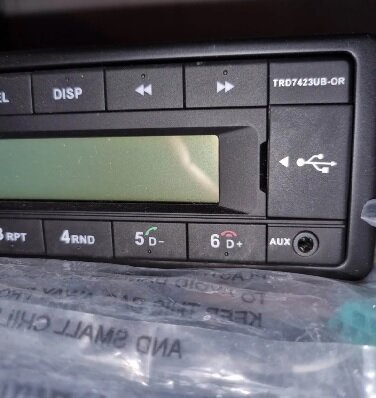 EL DISP TRD7423UB-OR
3 RPT 4 RND 5 D- 6 D+ AUX
TO AVOID
KEEP THIS BAG AWAY
AND SMALL CHIL